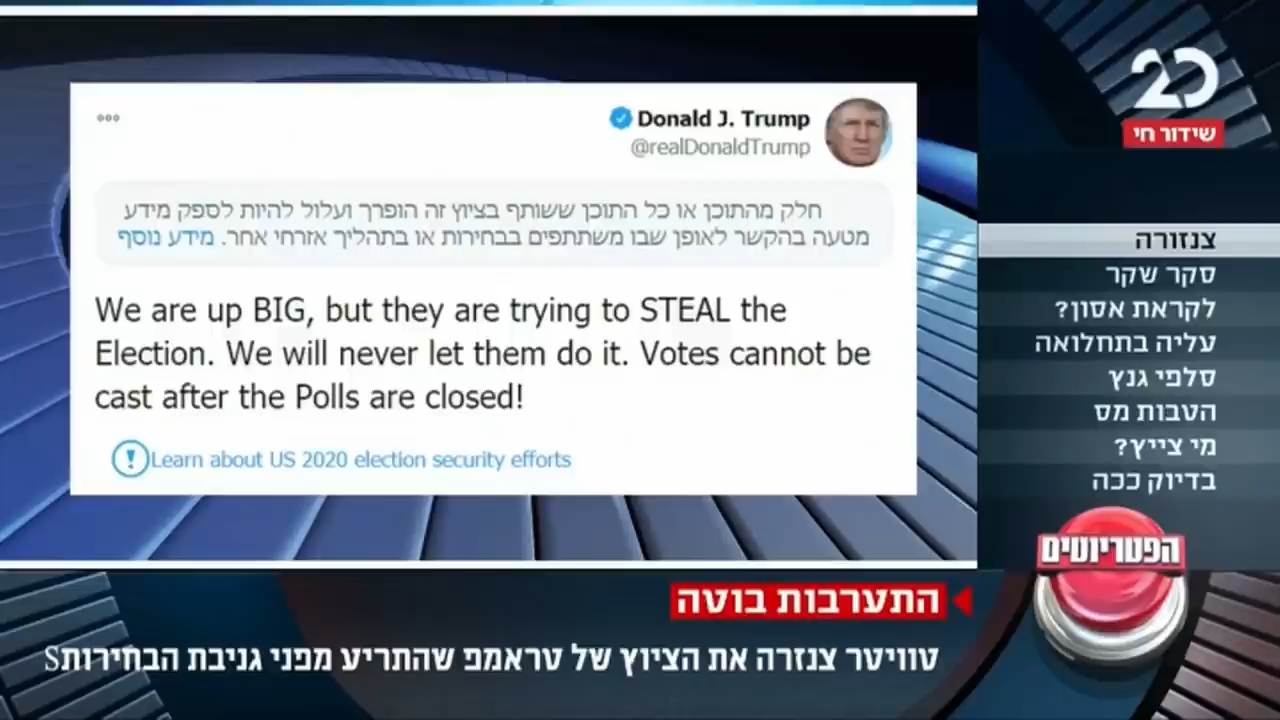 Donald J. Trump
@realDonaldTrump
חלק מהתוכן או כל התוכן ששותף בציוץ זה הופרך ועלול להיות לספק מידע
מטעה בהקשר לאופן שבו משתתפים בבחירות או בתהליך אזרחי אחר. מידע נוסף
We are up BIG, but they are trying to STEAL the
Election. We will never let them do it. Votes cannot be
cast after the Polls are closed!
Learn about US 2020 election security efforts
20
שידור חי
צנזורה
סקר שקר
לקראת אסון?
עליה בתחלואה
סלפי גנץ
הטבות מס
מי צייץ?
בדיוק ככה
הפטריוטים
התערבות בוטה
טוויטר צנזרה את הציוץ של טראמפ שהתריע מפני גניבת הבחירותS